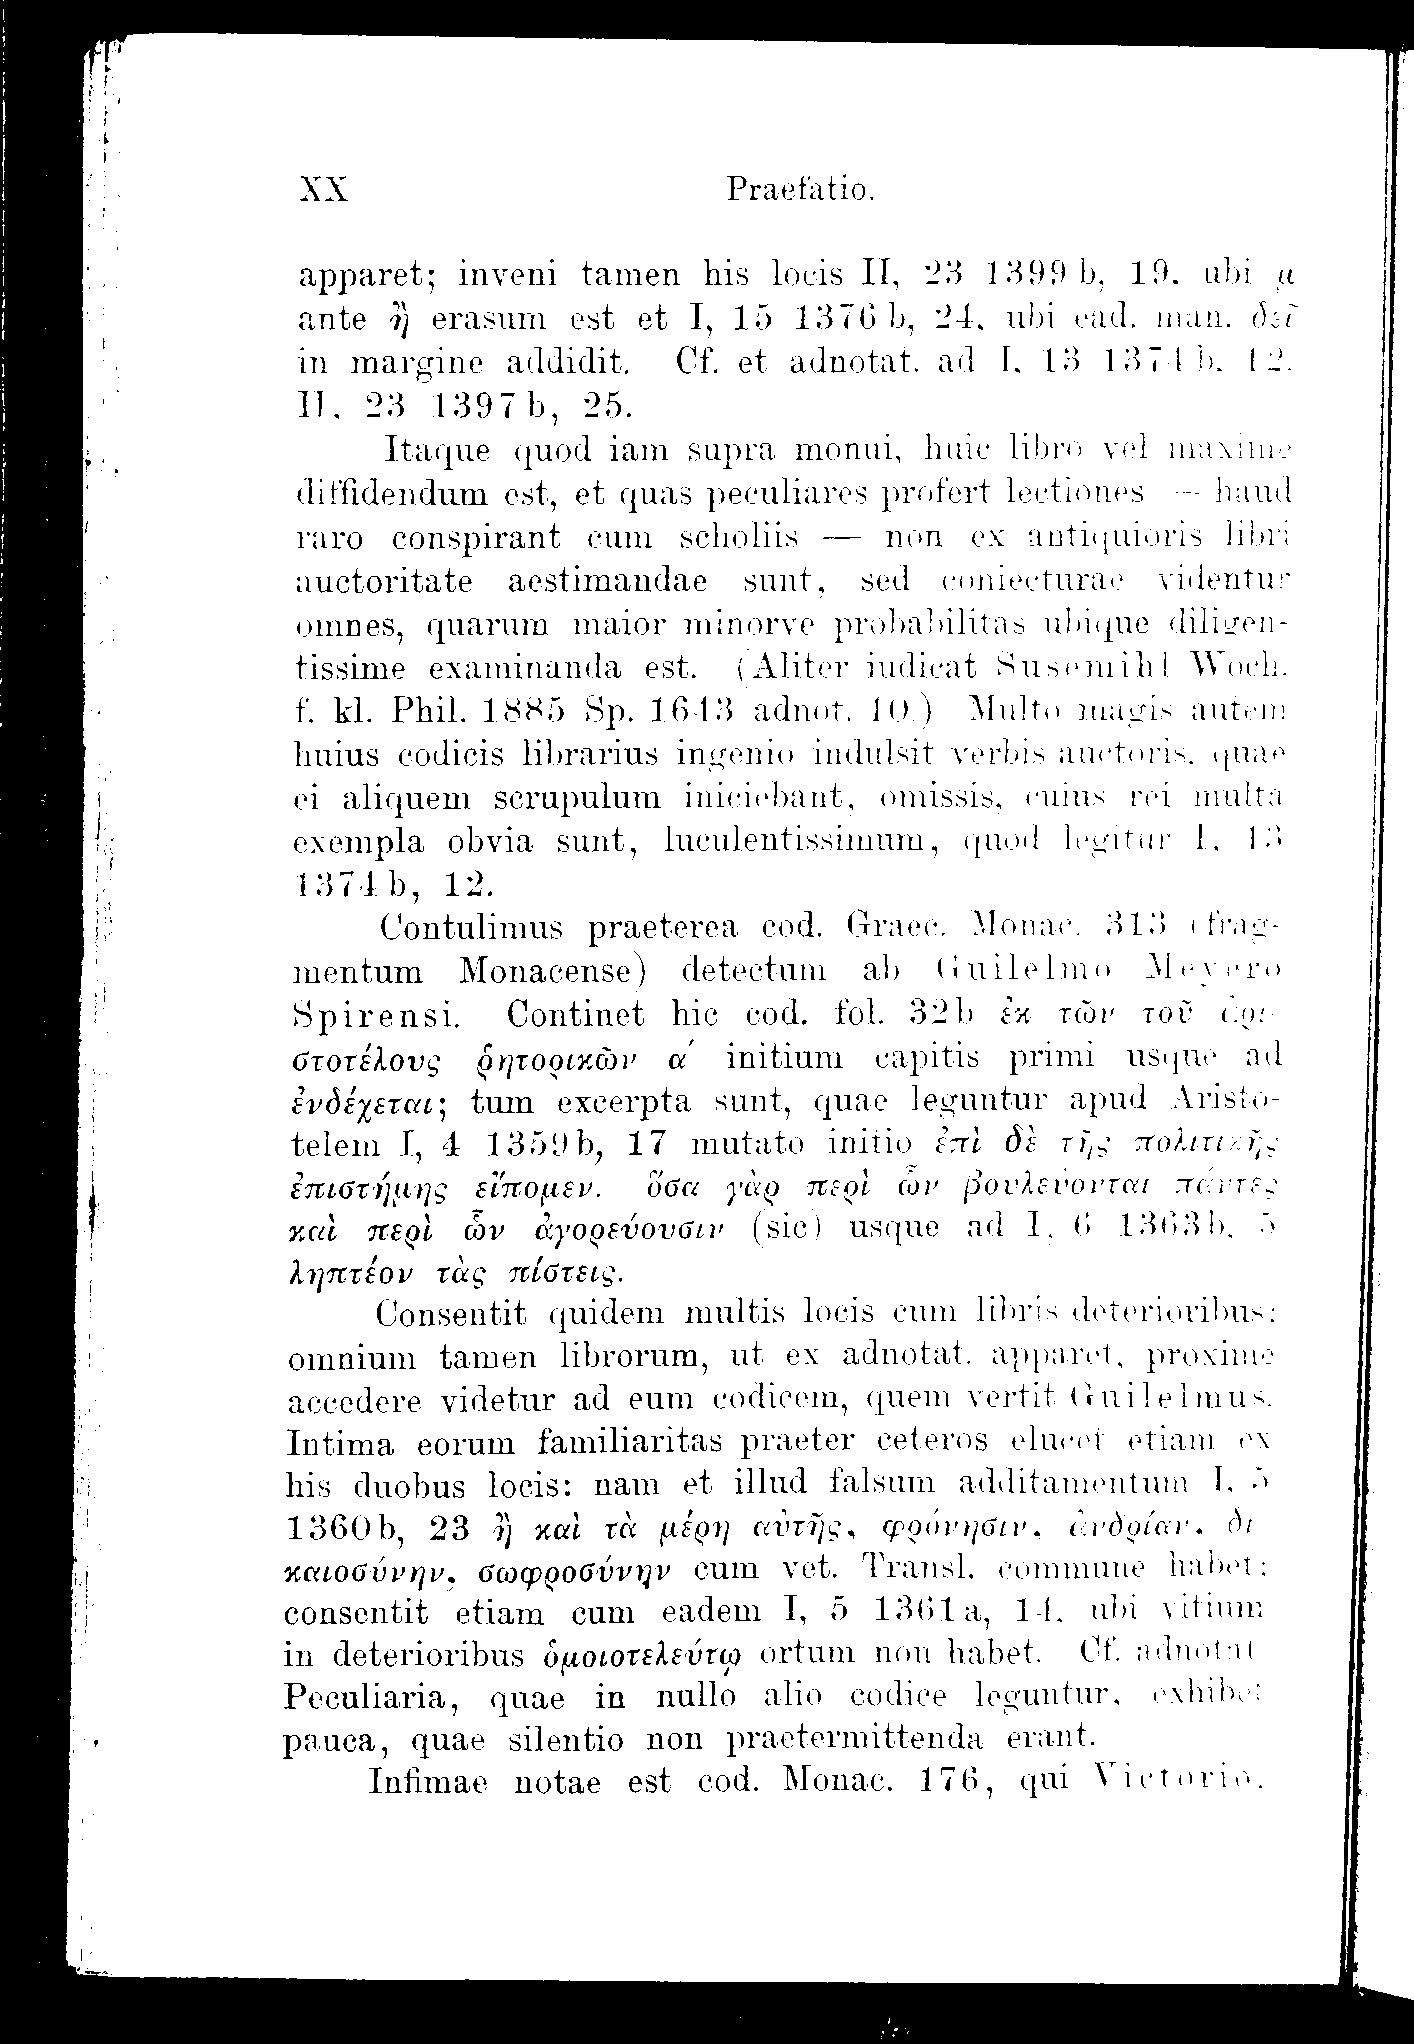 XX Praefatio.
apparet; inveni tamen his locis II, 23 1399 b, 19. ubi μ
ante ἢ erasum est et I, 15 1376 b, 24. ubi ead. man. δεῖ
in margine addidit. Cf. et adnotat. ad I. 13 1374 b. 12.
II. 23 1397 b, 25.
Itaque quod iam supra monui, huic libro vel maxime
diffidendum est, et quas peculiares profert lectiones — haud
raro conspirant cum scholiis — non ex antiquioris libri
auctoritate aestimandae sunt, sed coniecturae videntur
omnes, quarum maior minorve probabilitas ubique diligen-
tissime examinanda est. (Aliter iudicat Susemihl Woch.
f. kl. Phil. 1885 Sp. 1643 adnot. 10.) Multo magis autem
huius codicis librarius ingenio indulsit verbis auctoris, quae
ei aliquem scrupulum iniciebant, omissis, cuius rei multa
exempla obvia sunt, luculentissimum, quod legitur I, 13
1374 b, 12.
Contulimus praeterea cod. Graec. Monac. 313 (frag-
mentum Monacense) detectum ab Guilelmo Meyero
Spirensi. Continet hic cod. fol. 32 b ἐκ τῶν τοῦ ἀρι-
στοτέλους ῥητορικῶν α΄ initium capitis primi usque ad
ἐνδέχεται; tum excerpta sunt, quae leguntur apud Aristo-
telem I, 4 1359 b, 17 mutato initio ἐπὶ δὲ τῆς πολιτικῆς
ἐπιστήμης εἴπομεν. ὅσα γὰρ περὶ ὧν βουλεύονται πάντες
καὶ περὶ ὧν ἀγορεύουσιν (sic) usque ad I, 6 1363 b, 5
ληπτέον τὰς πίστεις.
Consentit quidem multis locis cum libris deterioribus;
omnium tamen librorum, ut ex adnotat. apparet, proxime
accedere videtur ad eum codicem, quem vertit Guilelmus.
Intima eorum familiaritas praeter ceteros elucet etiam ex
his duobus locis: nam et illud falsum additamentum I, 5
1360 b, 23 ἢ καὶ τὰ μέρη αὐτῆς, φρόνησιν, ἀνδρίαν, δι
καιοσύνην, σωφροσύνην cum vet. Transl. commune habet;
consentit etiam cum eadem I, 5 1361 a, 14. ubi vitium
in deterioribus ὁμοιοτελεύτῳ ortum non habet. Cf. adnotat
Peculiaria, quae in nullo alio codice leguntur, exhibet
pauca, quae silentio non praetermittenda erant.
Infimae notae est cod. Monac. 176, qui Victorio.